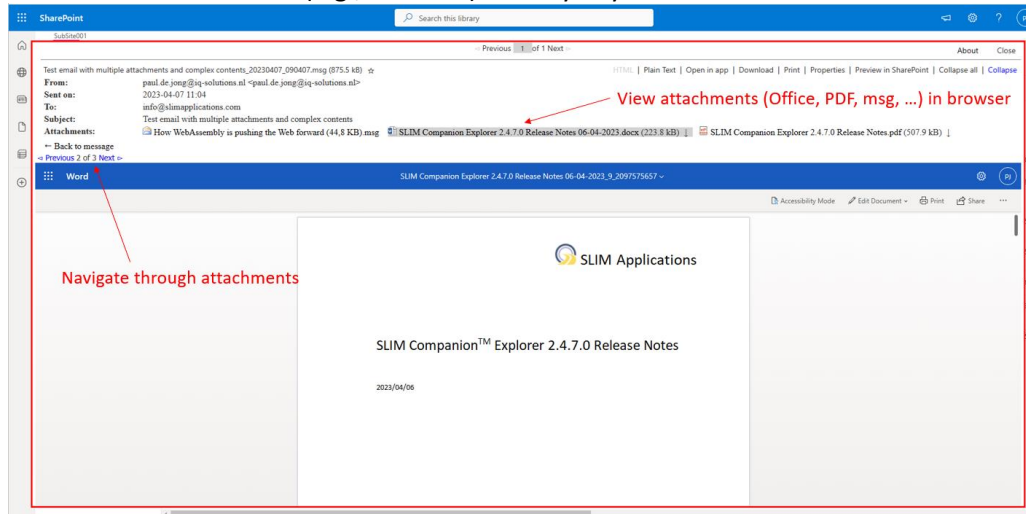 SharePoint
Search this library
?
SubSite001
Previous 1 of 1 Next
About Close
Test email with multiple attachments and complex contents_20230407_090407.msg (875.5 kB)
HTML | Plain Text | Open in app | Download | Print | Properties | Preview in SharePoint | Collapse all | Collapse
From: paul.de.jong@iq-solutions.nl <paul.de.jong@iq-solutions.nl>
Sent on: 2023-04-07 11:04
To: info@slimapplications.com
View attachments (Office, PDF, msg, ...) in browser
Subject: Test email with multiple attachments and complex contents
Attachments: How WebAssembly is pushing the Web forward (44,8 KB).msg SLIM Companion Explorer 2.4.7.0 Release Notes 06-04-2023.docx (223.8 kB) ↓ SLIM Companion Explorer 2.4.7.0 Release Notes.pdf (507.9 kB) ↓
← Back to message
Previous 2 of 3 Next
Word
SLIM Companion Explorer 2.4.7.0 Release Notes 06-04-2023_9_2097575657
PJ
Accessibility Mode Edit Document Print Share ...
SLIM Applications
Navigate through attachments
SLIM Companion™ Explorer 2.4.7.0 Release Notes
2023/04/06